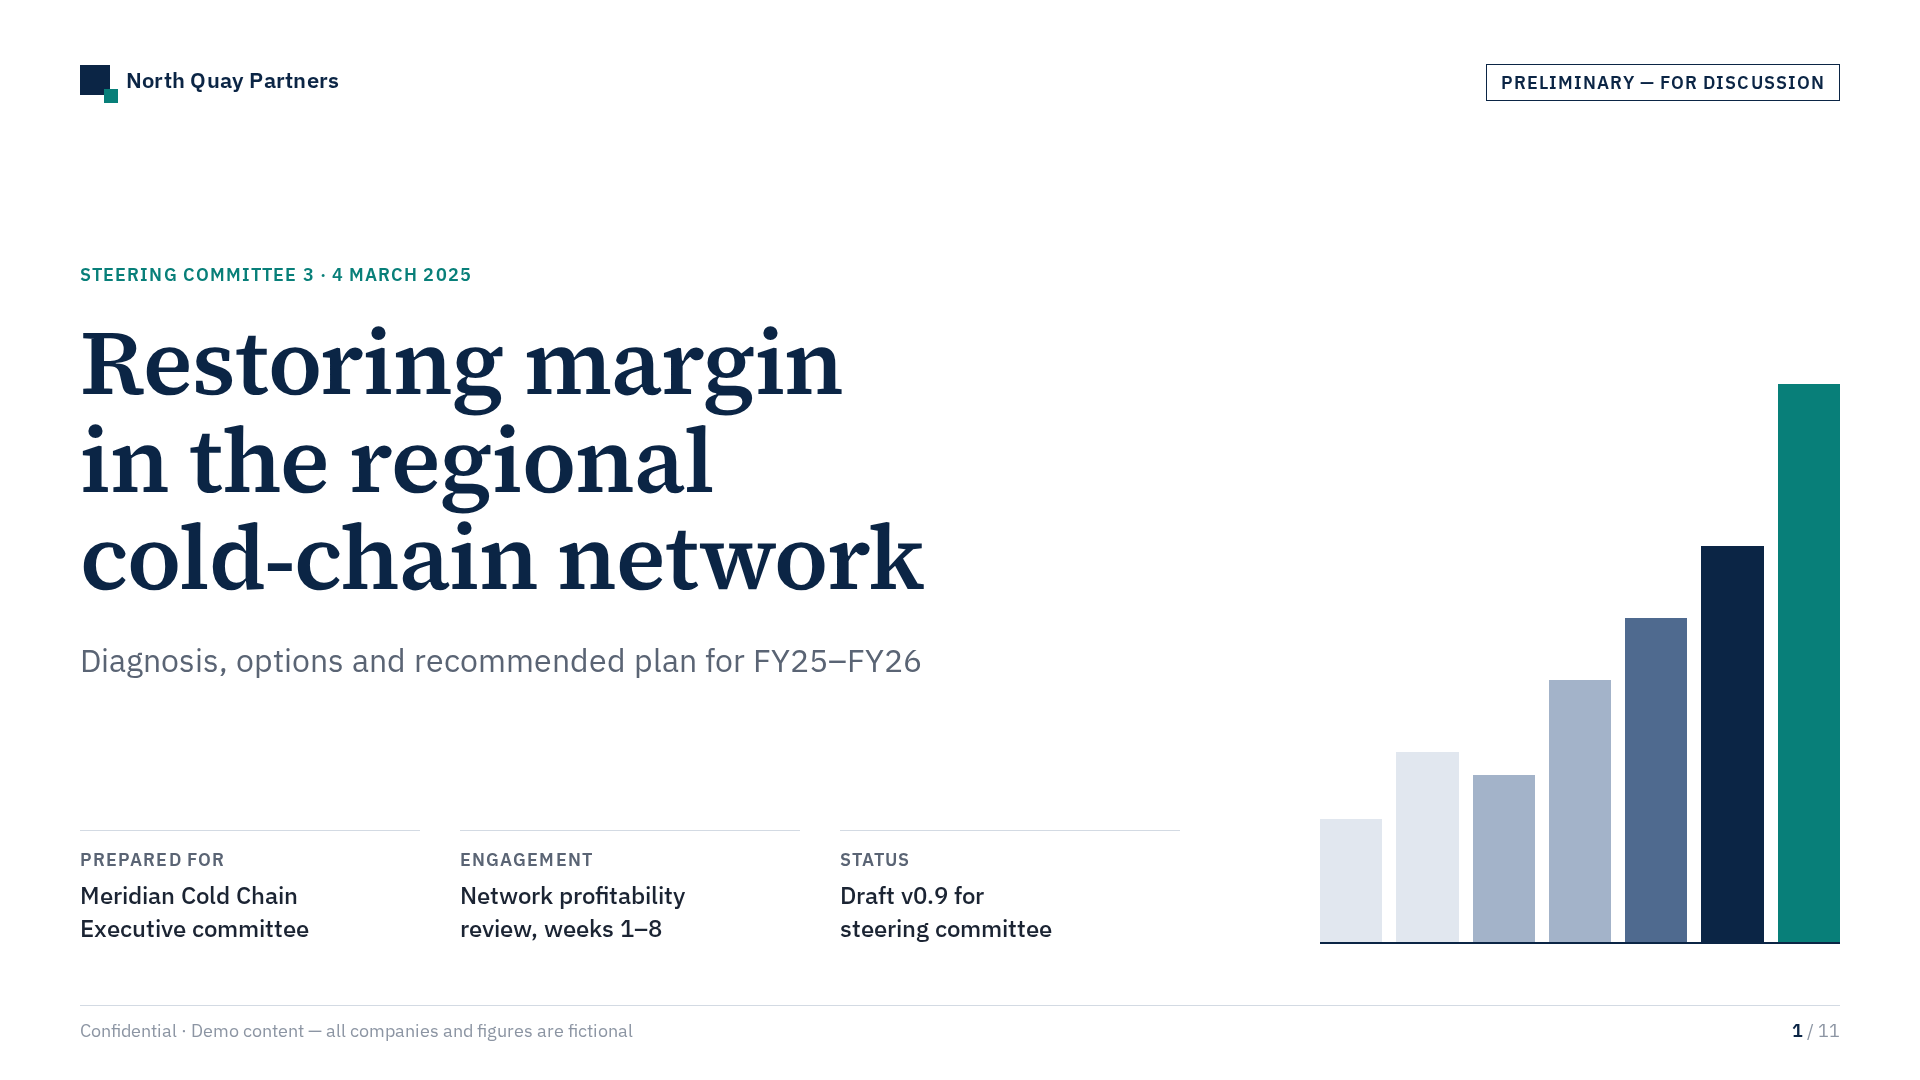 North Quay Partners
PRELIMINARY — FOR DISCUSSION
STEERING COMMITTEE 3 · 4 MARCH 2025
Restoring margin
in the regional
cold-chain network
Diagnosis, options and recommended plan for FY25–FY26
PREPARED FOR
Meridian Cold Chain
Executive committee
ENGAGEMENT
Network profitability
review, weeks 1–8
STATUS
Draft v0.9 for
steering committee
Confidential · Demo content — all companies and figures are fictional
1 / 11